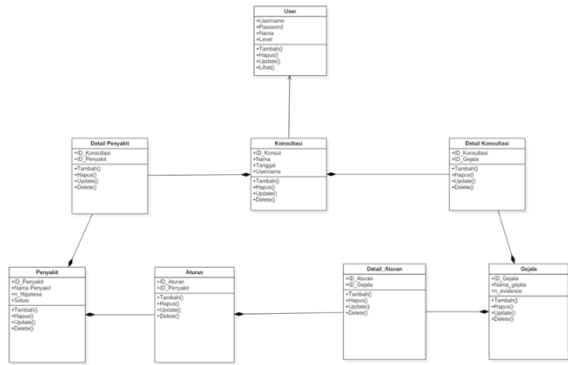 User
+Username
+Password
+Nama
+Level
+Tambah()
+Hapus()
+Update()
+Lihat()
Detail Penyakit
+ID_Konsultasi
+ID_Penyakit
+Tambah()
+Hapus()
+Update()
+Delete()
Konsultasi
+ID_Konsul
+Nama
+Tanggal
+Username
+Tambah()
+Hapus()
+Update()
+Delete()
Detail Konsultasi
+ID_Konsultasi
+ID_Gejala
+Tambah()
+Hapus()
+Update()
+Delete()
Penyakit
+ID_Penyakit
+Nama Penyakit
+n_Hipotesa
+Solusi
+Tambah()
+Hapus()
+Update()
+Delete()
Aturan
+ID_Aturan
+ID_Penyakit
+Tambah()
+Hapus()
+Update()
+Delete()
Detail_Aturan
+ID_Aturan
+ID_Gejala
+Tambah()
+Hapus()
+Update()
+Delete()
Gejala
+ID_Gejala
+Nama_gejala
+n_evidence
+Tambah()
+Hapus()
+Update()
+Delete()